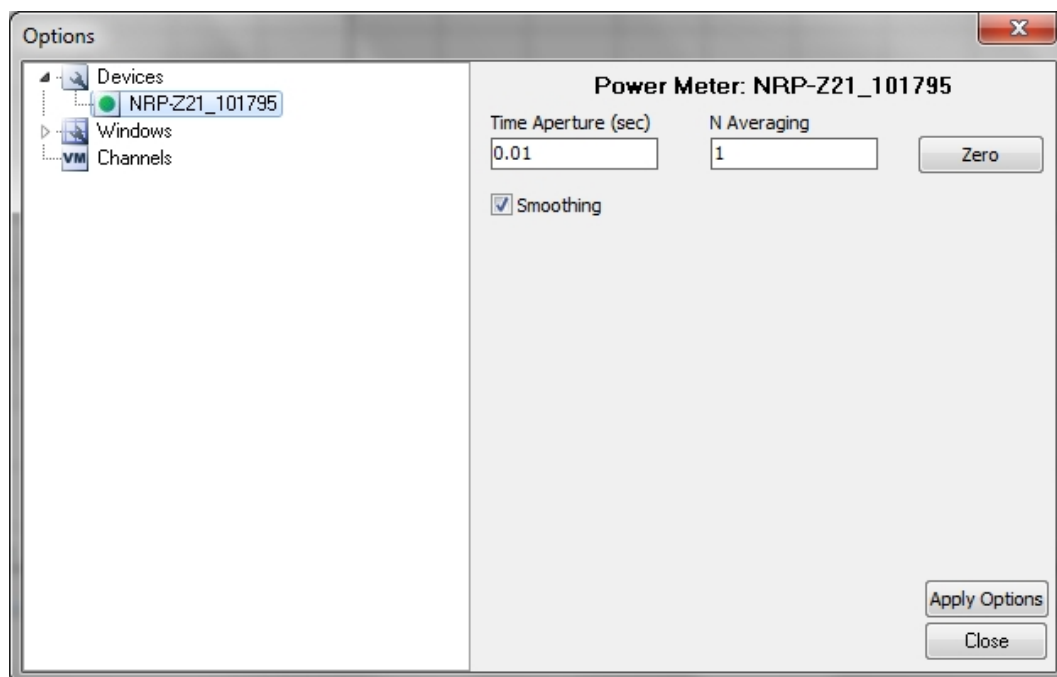 Options
Devices
NRP-Z21_101795
Windows
VM Channels
Power Meter: NRP-Z21_101795
Time Aperture (sec) N Averaging
0.01 1 Zero
Smoothing
Apply Options
Close